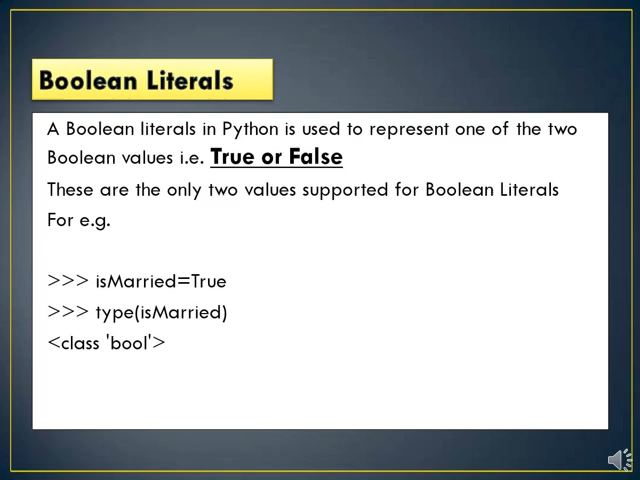 Boolean Literals
A Boolean literals in Python is used to represent one of the two
Boolean values i.e. True or False
These are the only two values supported for Boolean Literals
For e.g.
>>> isMarried=True
>>> type(isMarried)
<class 'bool'>